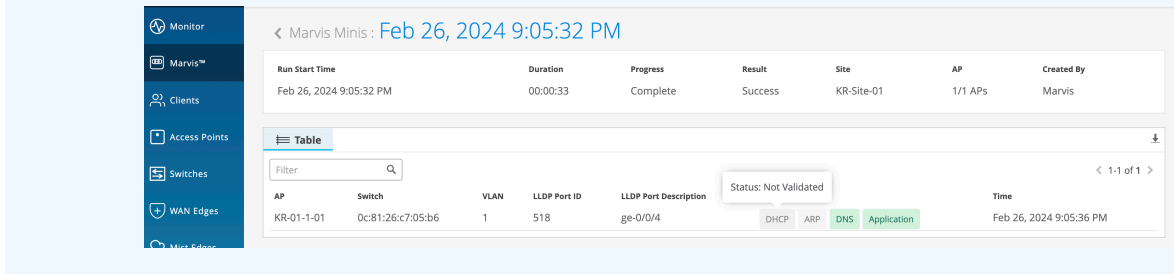 Monitor
Marvis™
Clients
Access Points
Switches
WAN Edges
Mist Edges
Marvis Minis : Feb 26, 2024 9:05:32 PM
Run Start Time Duration Progress Result Site AP Created By
Feb 26, 2024 9:05:32 PM 00:00:33 Complete Success KR-Site-01 1/1 APs Marvis
Table
Filter
1-1 of 1
Status: Not Validated
AP Switch VLAN LLDP Port ID LLDP Port Description Time
KR-01-1-01 0c:81:26:c7:05:b6 1 518 ge-0/0/4 DHCP ARP DNS Application Feb 26, 2024 9:05:36 PM